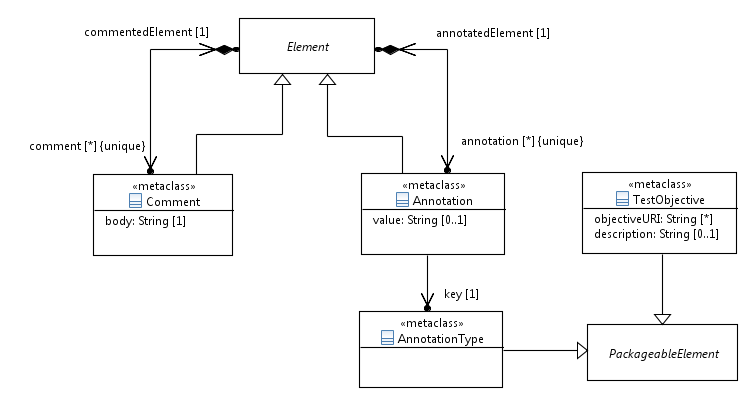 commentedElement [1]
Element
annotatedElement [1]
comment [*] {unique}
annotation [*] {unique}
«metaclass»
Comment
body: String [1]
«metaclass»
Annotation
value: String [0..1]
«metaclass»
TestObjective
objectiveURI: String [*]
description: String [0..1]
key [1]
«metaclass»
AnnotationType
PackageableElement